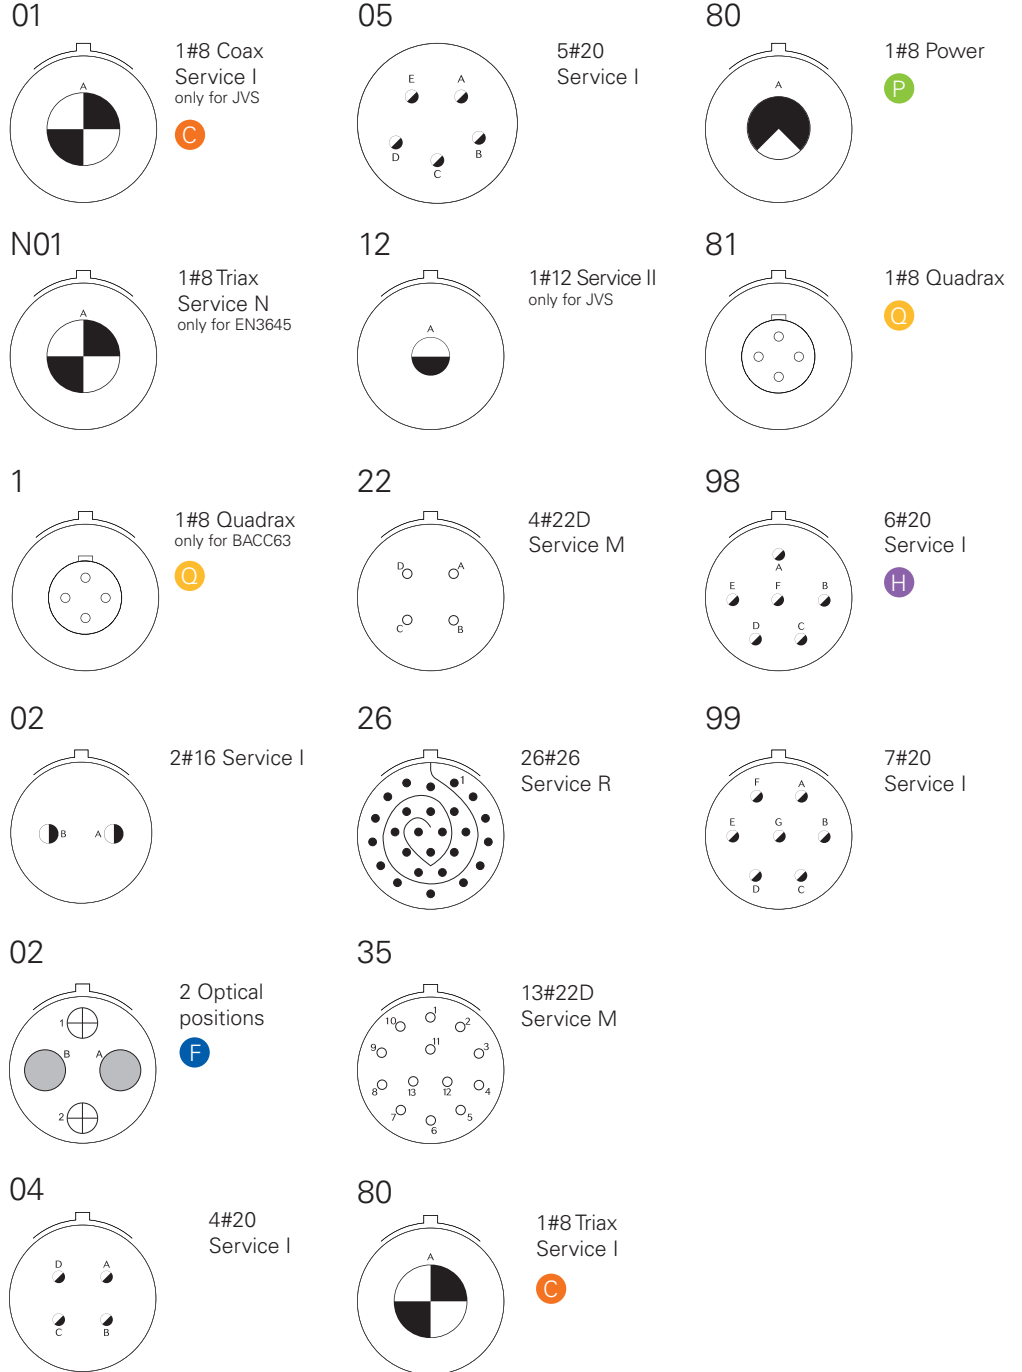 01
1#8 Coax
Service I
only for JVS
C
A
05
5#20
Service I
E A
D B
C
80
1#8 Power
P
A
N01
1#8 Triax
Service N
only for EN3645
A
12
1#12 Service II
only for JVS
A
81
1#8 Quadrax
Q
1
1#8 Quadrax
only for BACC63
Q
22
4#22D
Service M
D A
C B
98
6#20
Service I
H
A
E F B
D C
02
2#16 Service I
B A
26
26#26
Service R
1
99
7#20
Service I
F A
E G B
D C
02
2 Optical
positions
F
1
B A
2
35
13#22D
Service M
10 1 2
9 11 3
8 13 12 4
7 6 5
04
4#20
Service I
D A
C B
80
1#8 Triax
Service I
C
A